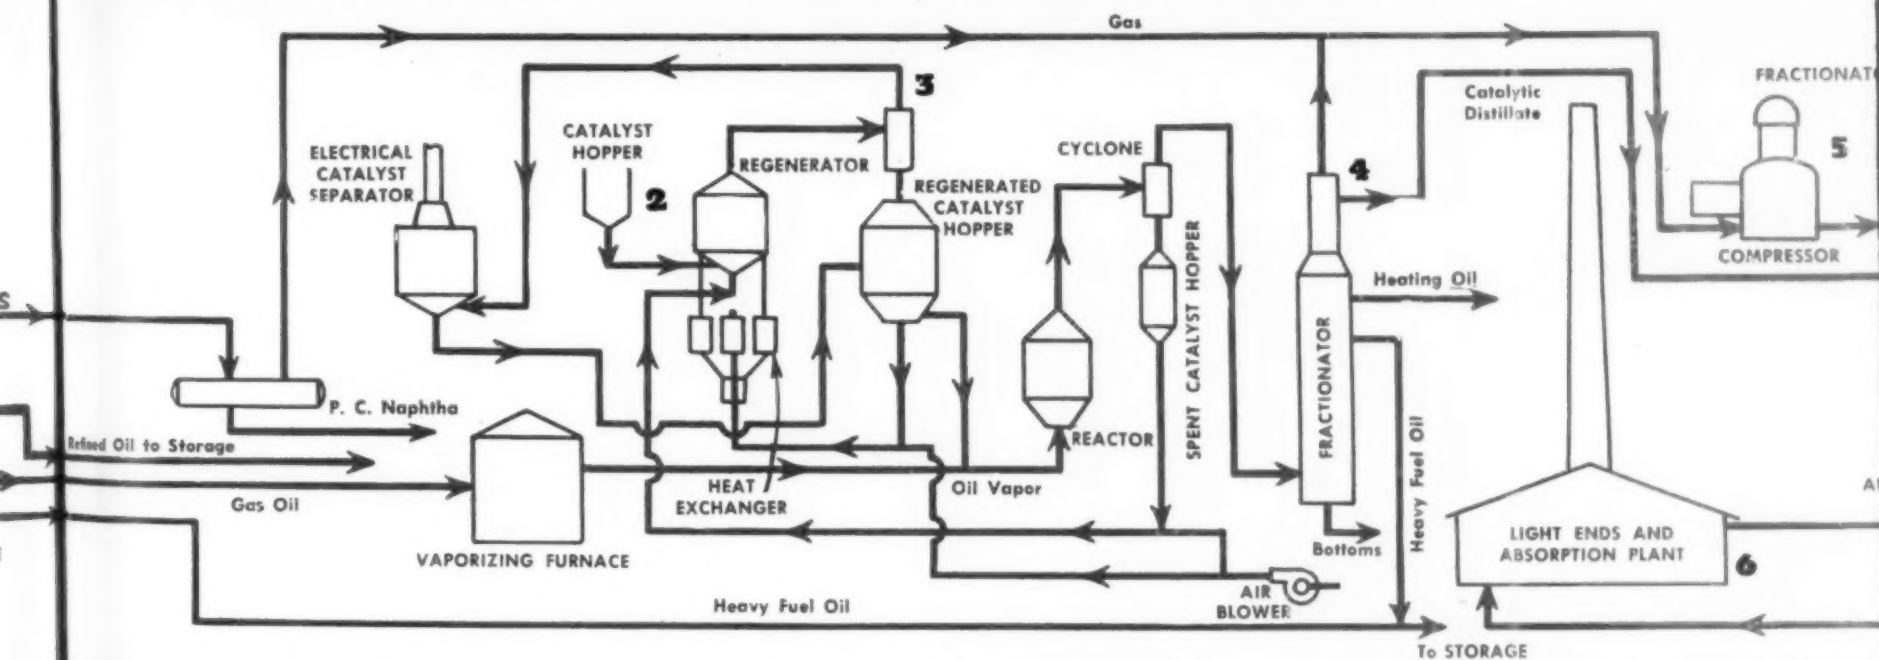 Gas
FRACTIONAT
3
Catalytic
Distillate
CATALYST
HOPPER
ELECTRICAL
CATALYST
SEPARATOR
CYCLONE
5
REGENERATOR
4
2
REGENERATED
CATALYST
HOPPER
SPENT CATALYST HOPPER
COMPRESSOR
Heating Oil
S
FRACTIONATOR
P. C. Naphtha
REACTOR
Refined Oil to Storage
Heavy Fuel Oil
Gas Oil
HEAT
EXCHANGER
Oil Vapor
VAPORIZING FURNACE
Bottoms
LIGHT ENDS AND
ABSORPTION PLANT
6
AIR
BLOWER
Heavy Fuel Oil
To STORAGE